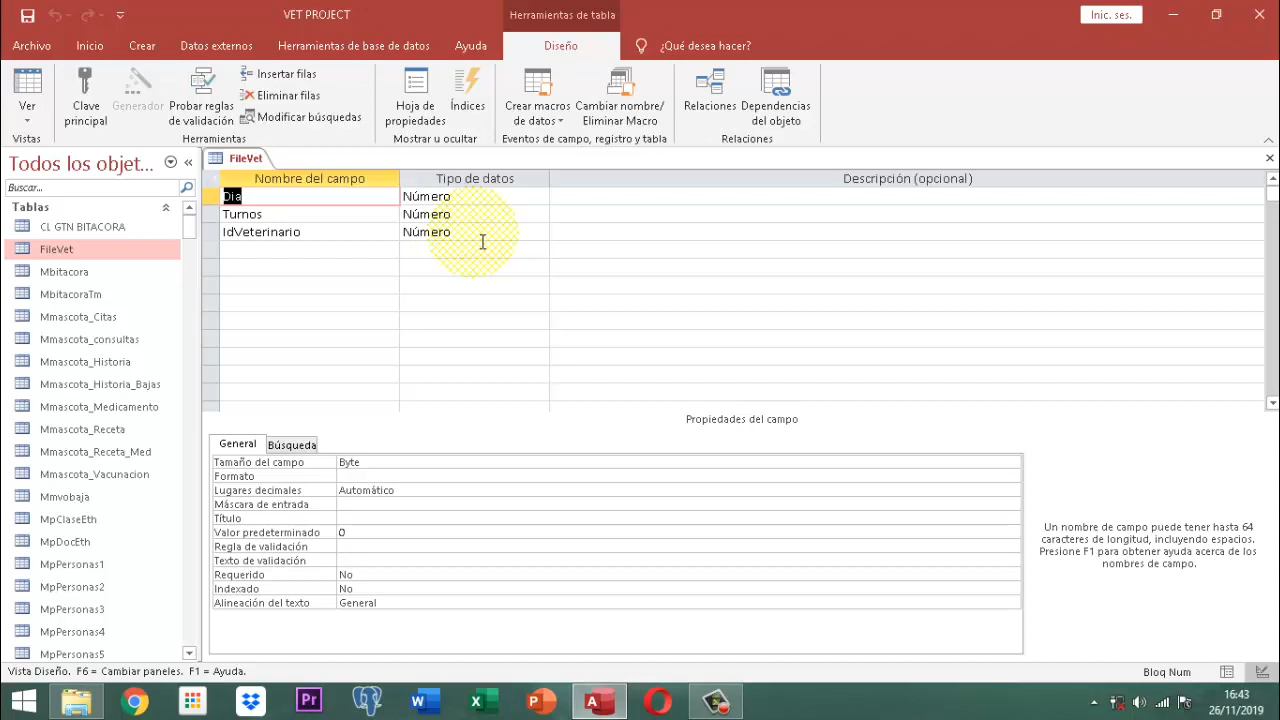 VET PROJECT
Herramientas de tabla
Inic. ses.
Archivo
Inicio
Crear
Datos externos
Herramientas de base de datos
Ayuda
Diseño
¿Qué desea hacer?
Ver
Clave principal
Generador
Probar reglas de validación
Insertar filas
Eliminar filas
Modificar búsquedas
Hoja de propiedades
Índices
Crear macros de datos
Cambiar nombre/ Eliminar Macro
Relaciones
Dependencias del objeto
Vistas
Herramientas
Mostrar u ocultar
Eventos de campo, registro y tabla
Relaciones
Todos los objet...
Buscar...
Tablas
CL GTN BITACORA
FileVet
Mbitacora
MbitacoraTm
Mmascota_Citas
Mmascota_consultas
Mmascota_Historia
Mmascota_Historia_Bajas
Mmascota_Medicamento
Mmascota_Receta
Mmascota_Receta_Med
Mmascota_Vacunacion
Mmvobaja
MpClaseEth
MpDocEth
MpPersonas1
MpPersonas2
MpPersonas3
MpPersonas4
MpPersonas5
FileVet
Nombre del campo Tipo de datos Descripción (opcional)
Dia Número
Turnos Número
IdVeterinario Número
Propiedades del campo
General Búsqueda
Tamaño del campo Byte
Formato
Lugares decimales Automático
Máscara de entrada
Título
Valor predeterminado 0
Regla de validación
Texto de validación
Requerido No
Indexado No
Alineación del texto General
Un nombre de campo puede tener hasta 64
caracteres de longitud, incluyendo espacios.
Presione F1 para obtener ayuda acerca de los
nombres de campo.
Vista Diseño. F6 = Cambiar paneles. F1 = Ayuda.
Bloq Num
Pr
16:43
26/11/2019